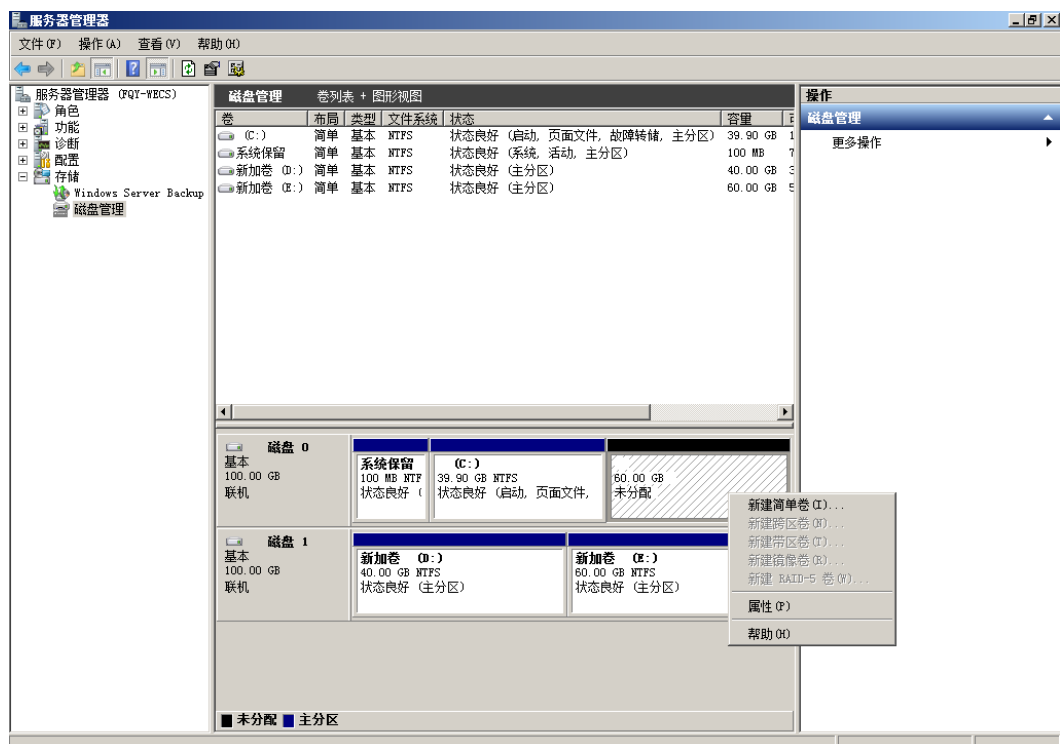 服务器管理器
文件(F) 操作(A) 查看(V) 帮助(H)
服务器管理器 (FQY-WECS)
角色
功能
诊断
配置
存储
Windows Server Backup
磁盘管理
磁盘管理 卷列表 + 图形视图
卷 布局 类型 文件系统 状态 容量
(C:) 简单 基本 NTFS 状态良好 (启动, 页面文件, 故障转储, 主分区) 39.90 GB 1
系统保留 简单 基本 NTFS 状态良好 (系统, 活动, 主分区) 100 MB 7
新加卷 (D:) 简单 基本 NTFS 状态良好 (主分区) 40.00 GB 3
新加卷 (E:) 简单 基本 NTFS 状态良好 (主分区) 60.00 GB 5
磁盘 0
基本
100.00 GB
联机
系统保留
100 MB NTF
状态良好 (
(C:)
39.90 GB NTFS
状态良好 (启动, 页面文件,
60.00 GB
未分配
磁盘 1
基本
100.00 GB
联机
新加卷 (D:)
40.00 GB NTFS
状态良好 (主分区)
新加卷 (E:)
60.00 GB NTFS
状态良好 (主分区)
新建简单卷(I)...
新建跨区卷(N)...
新建带区卷(T)...
新建镜像卷(R)...
新建 RAID-5 卷(W)...
属性(P)
帮助(H)
未分配 主分区
操作
磁盘管理
更多操作